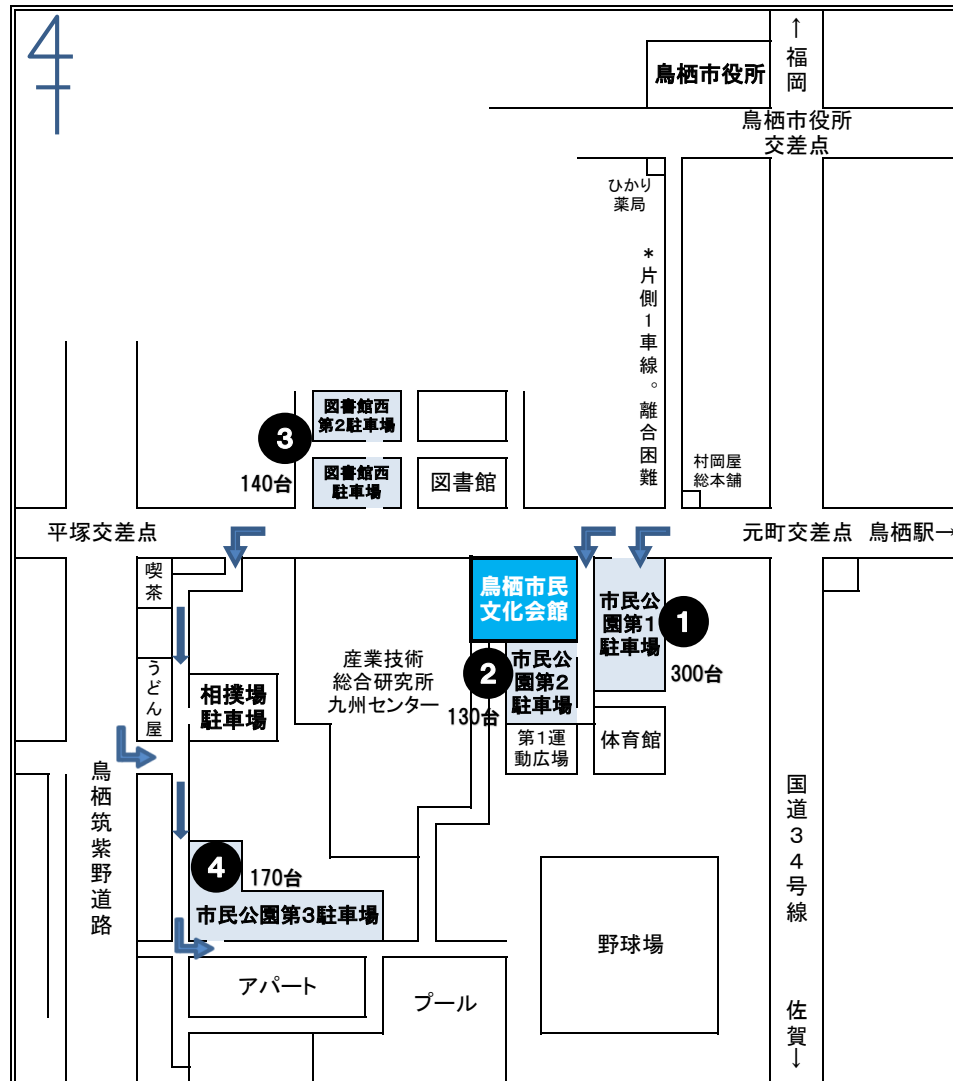 ↑
福岡
鳥栖市役所
鳥栖市役所
交差点
ひかり
薬局
*片側1車線。離合困難
図書館西
第2駐車場
3
140台
図書館西
駐車場
図書館
村岡屋
総本舗
平塚交差点
元町交差点 鳥栖駅→
喫茶
鳥栖市民
文化会館
市民公
園第1
駐車場
1
300台
うどん屋
相撲場
駐車場
産業技術
総合研究所
九州センター
2
130台
市民公
園第2
駐車場
第1運
動広場
体育館
鳥栖筑紫野道路
国道34号線
4
170台
市民公園第3駐車場
野球場
アパート
プール
佐賀
↓